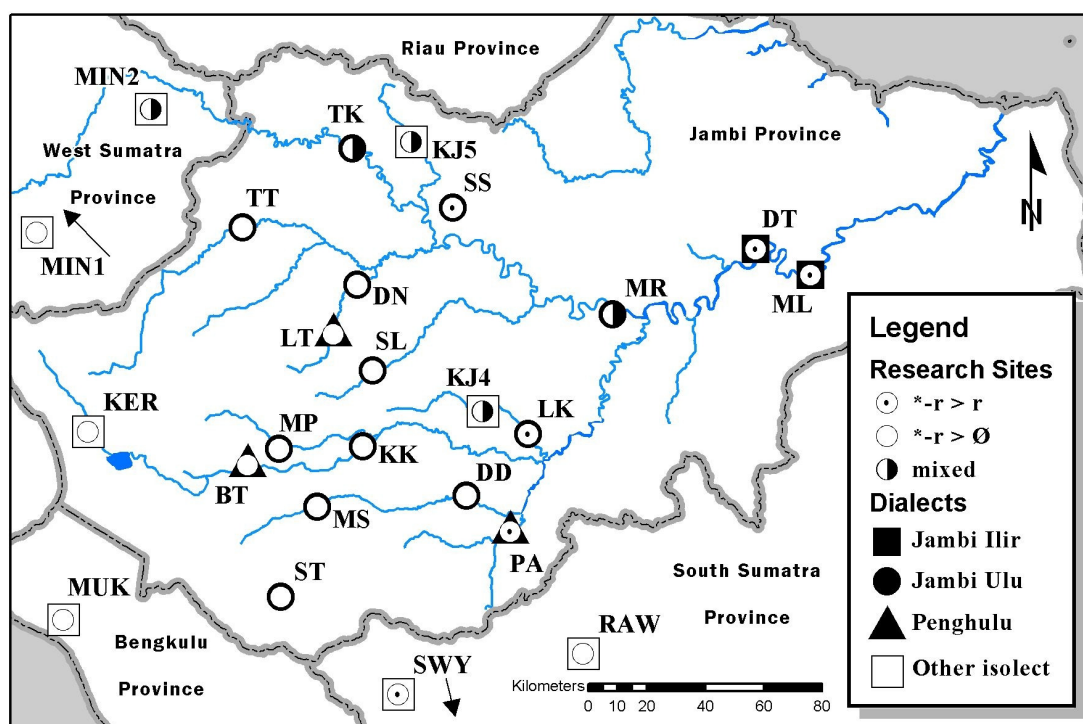 Riau Province
MIN2
TK
West Sumatra
Province
KJ5
Jambi Province
SS
TT
N
MIN1
DT
DN
ML
MR
LT
SL
KJ4
LK
KER
MP
KK
BT
DD
MS
PA
ST
South Sumatra
Province
MUK
RAW
Bengkulu
Province
SWY
Kilometers
0 10 20 40 60 80
Legend
Research Sites
*-r > r
*-r > Ø
mixed
Dialects
Jambi Ilir
Jambi Ulu
Penghulu
Other isolect